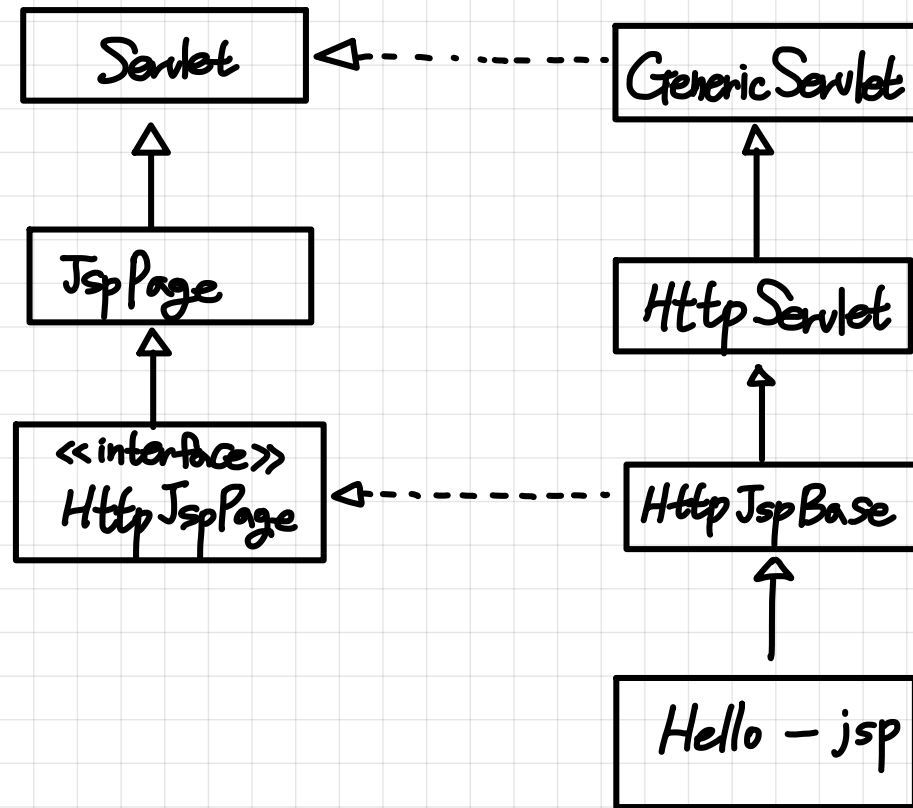 Servlet
GenericServlet
JspPage
HttpServlet
<<interface>>
HttpJspPage
HttpJspBase
Hello - jsp